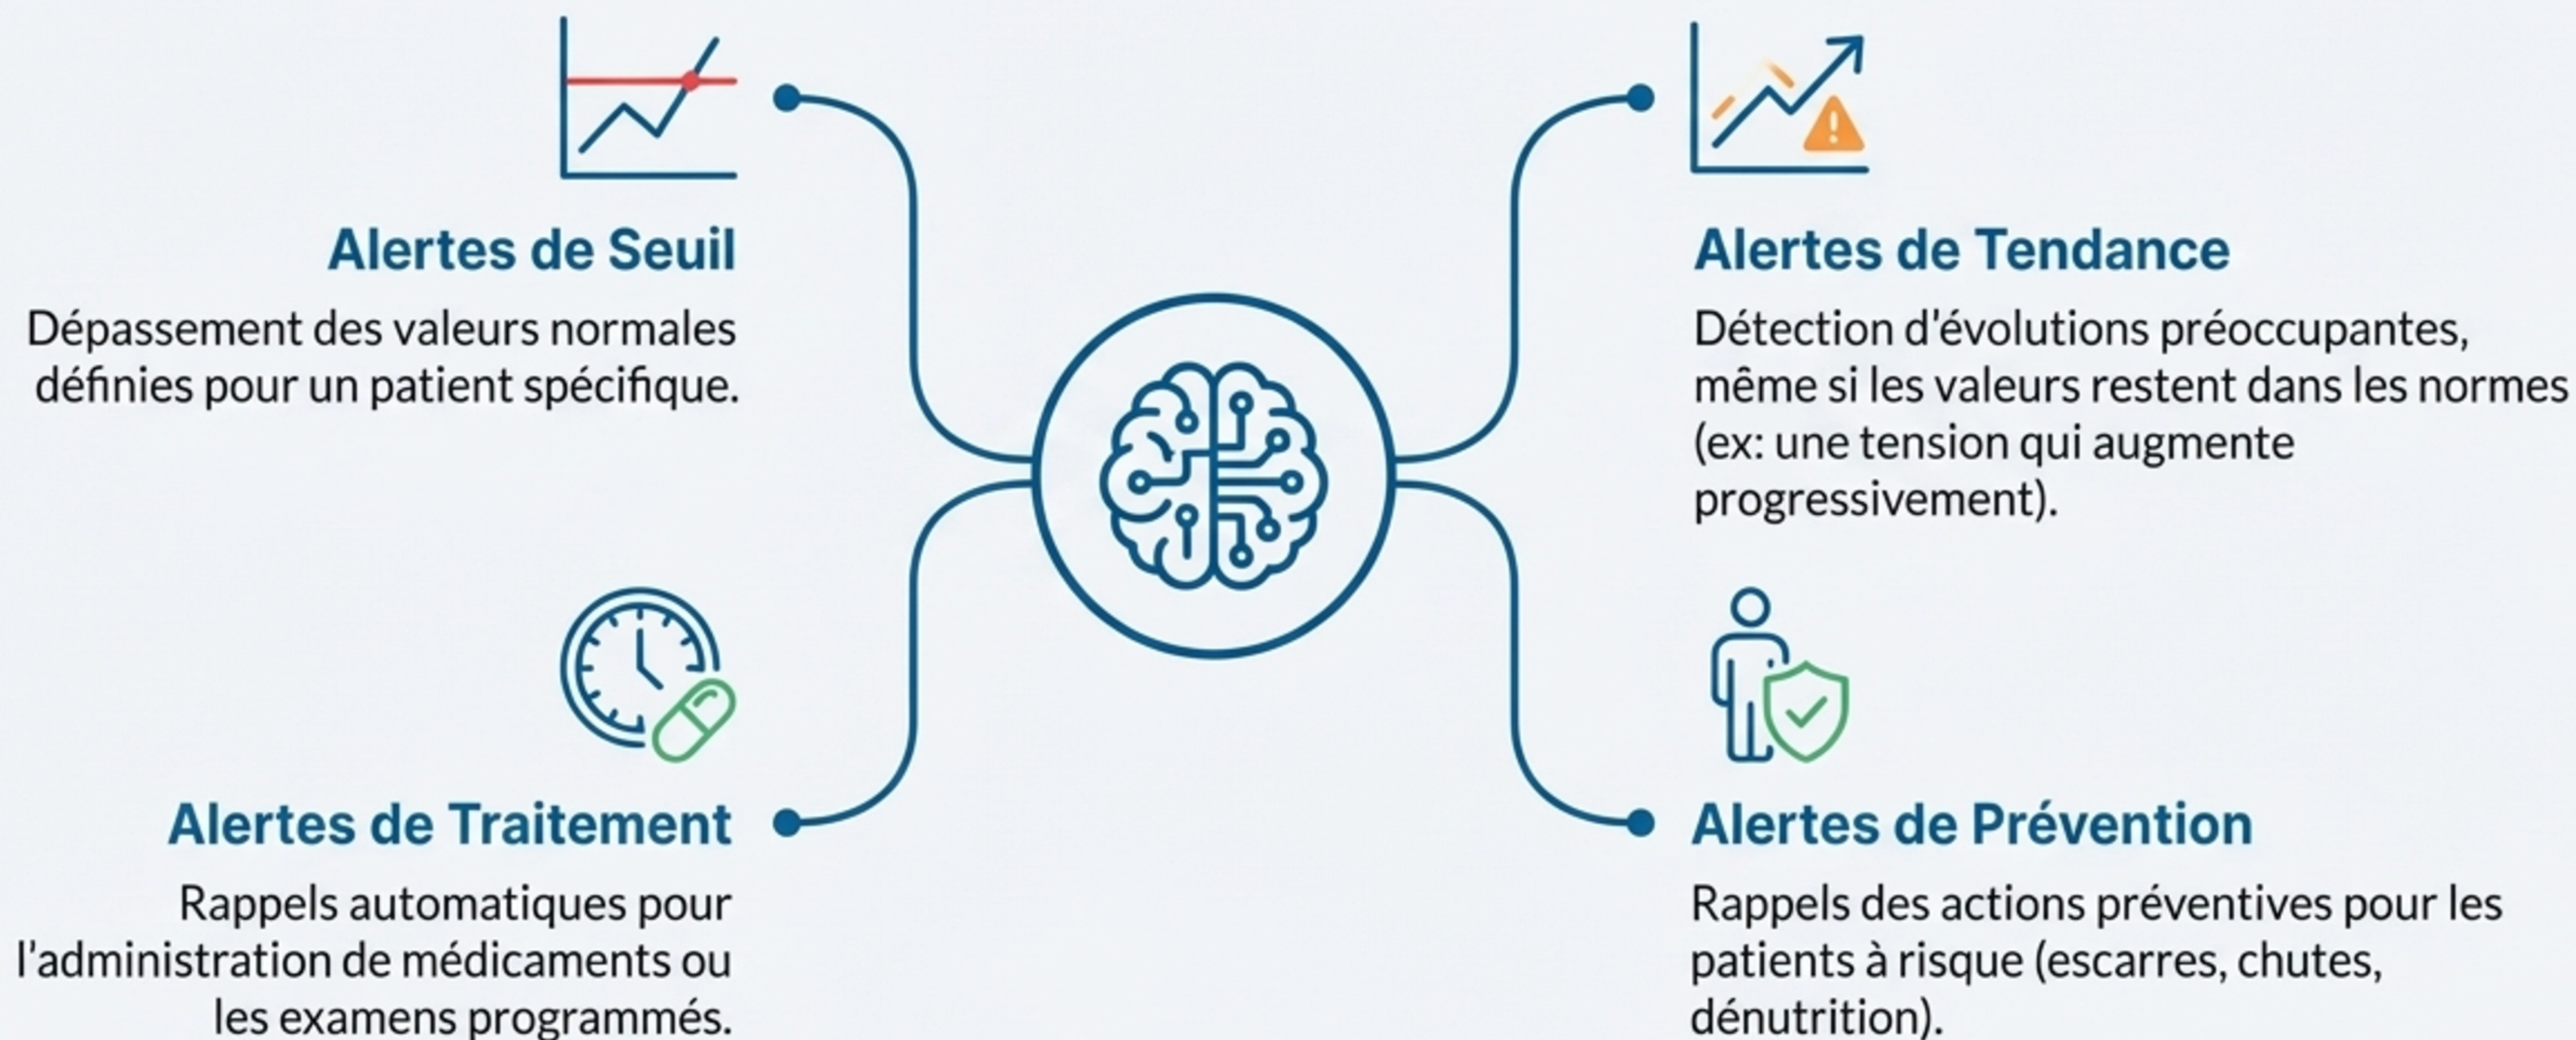 Alertes de Seuil
Dépassement des valeurs normales
définies pour un patient spécifique.
Alertes de Tendance
Détection d'évolutions préoccupantes,
même si les valeurs restent dans les normes
(ex: une tension qui augmente
progressivement).
Alertes de Traitement
Rappels automatiques pour
l'administration de médicaments ou
les examens programmés.
Alertes de Prévention
Rappels des actions préventives pour les
patients à risque (escarres, chutes,
dénutrition).